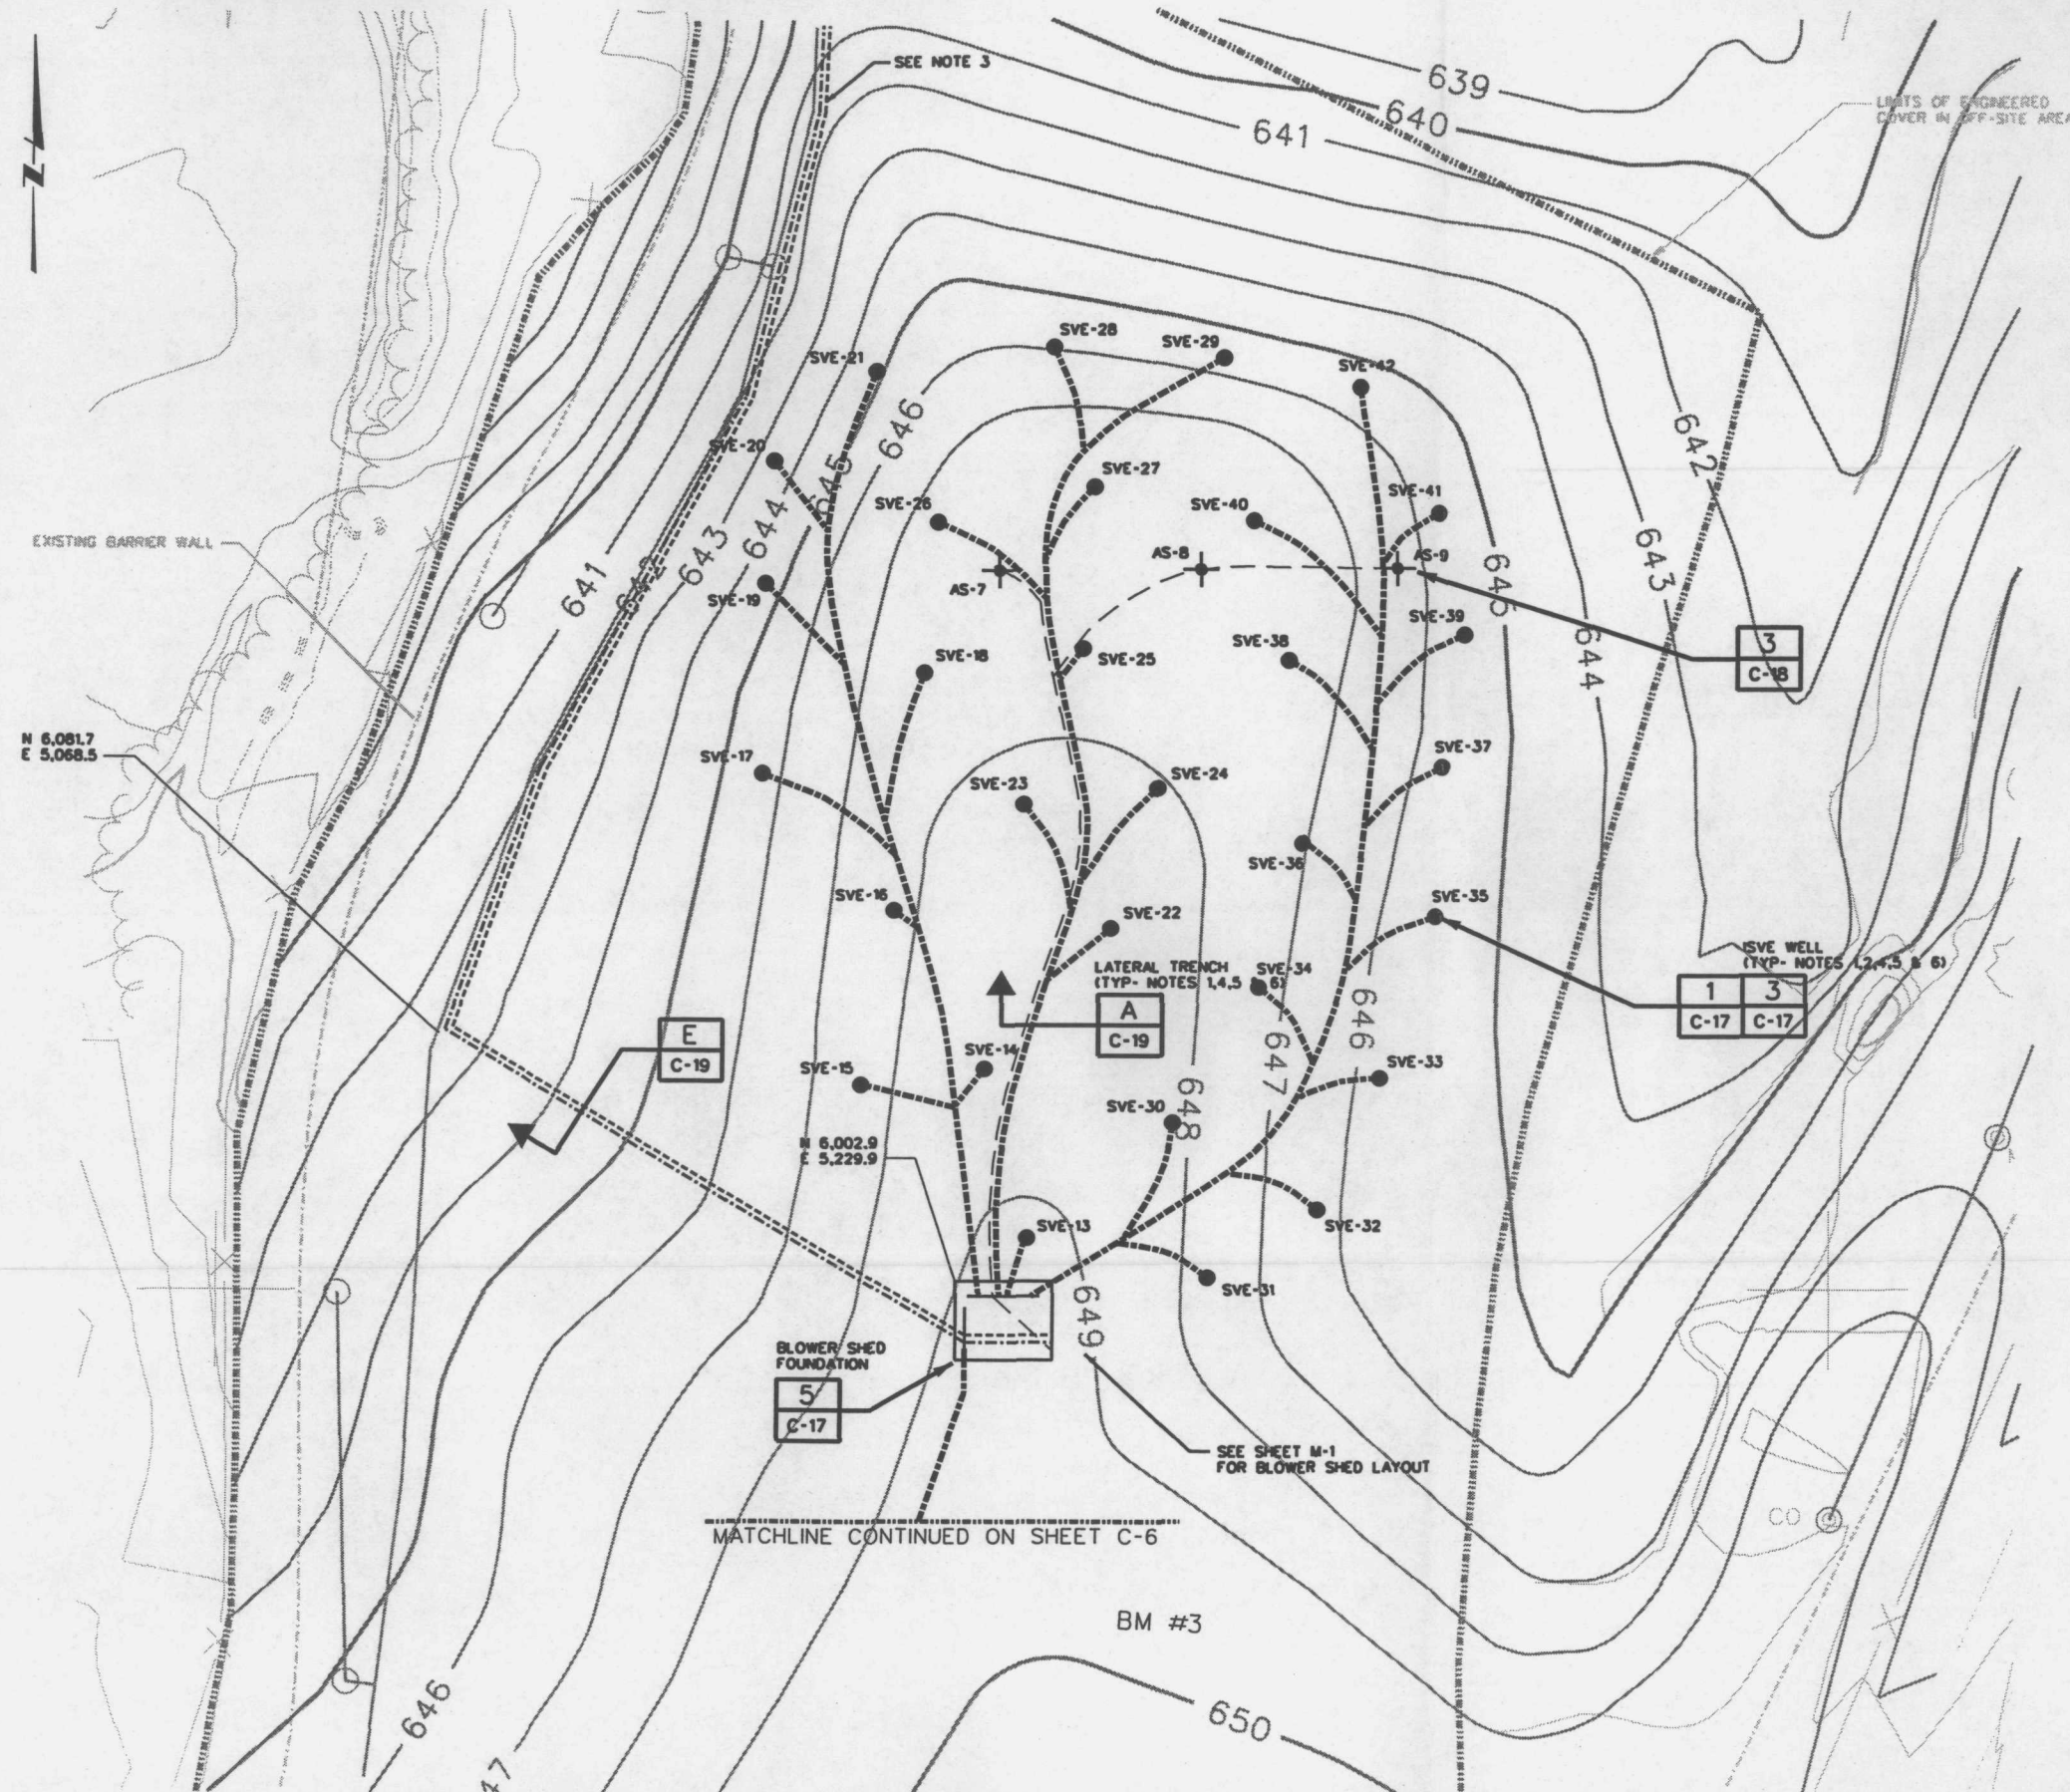 SEE NOTE 3
639
640
641
LIMITS OF ENGINEERED
COVER IN OFF-SITE AREA
N
SVE-28
SVE-29
SVE-21
SVE-42
646
SVE-20
645
SVE-27
SVE-26
SVE-40
SVE-41
642
644
643
EXISTING BARRIER WALL
AS-8
AS-9
641
642
SVE-19
AS-7
645
643
SVE-39
SVE-38
SVE-18
SVE-25
644
3
C-18
N 6,081.7
E 5,068.5
SVE-17
SVE-37
SVE-23
SVE-24
SVE-36
SVE-16
SVE-22
SVE-35
LATERAL TRENCH
(TYP- NOTES 1,4,5 & 6)
SVE-34
ISVE WELL
(TYP- NOTES 1,2,4,5 & 6)
1
3
C-17
C-17
A
C-19
646
647
E
C-19
SVE-14
SVE-15
SVE-33
648
SVE-30
N 6,002.9
E 5,229.9
SVE-13
SVE-32
SVE-31
649
BLOWER SHED
FOUNDATION
5
C-17
SEE SHEET M-1
FOR BLOWER SHED LAYOUT
CO
MATCHLINE CONTINUED ON SHEET C-6
BM #3
646
650
47